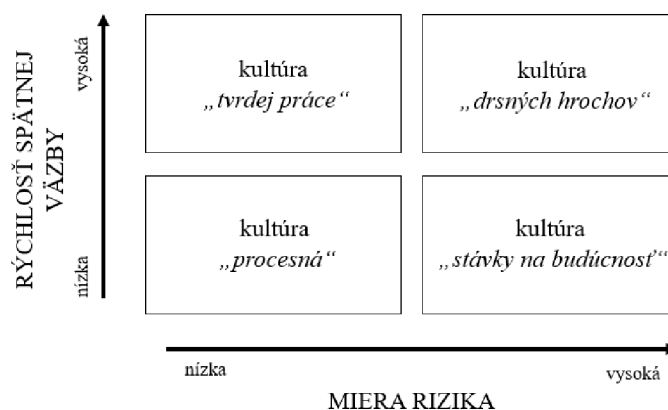 RÝCHLOSŤ SPÄTNEJ
VÄZBY
vysoká
nízka
kultúra
„tvrdej práce“
kultúra
„drsných hrochov“
kultúra
„procesná“
kultúra
„stávky na budúcnosť“
nízka
vysoká
MIERA RIZIKA